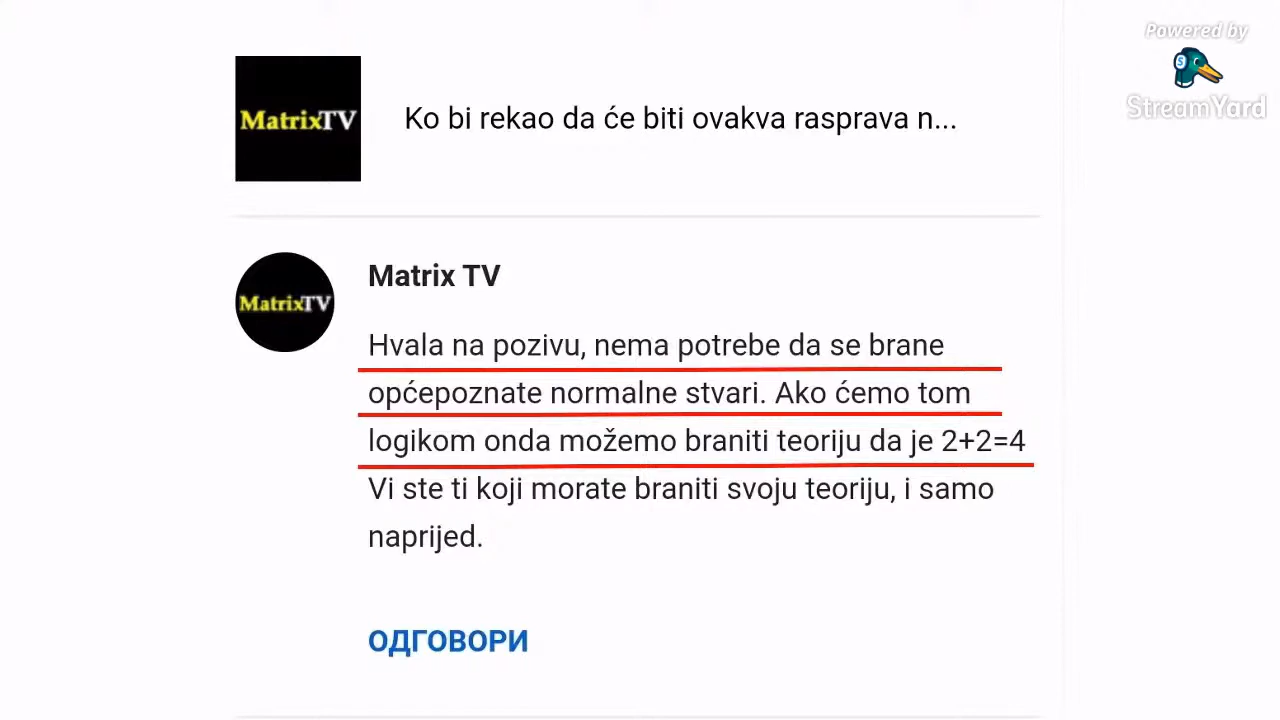 Powered by
StreamYard
MatrixTV
Ko bi rekao da će biti ovakva rasprava n...
Matrix TV
MatrixTV
Hvala na pozivu, nema potrebe da se brane
općepoznate normalne stvari. Ako ćemo tom
logikom onda možemo braniti teoriju da je 2+2=4
Vi ste ti koji morate braniti svoju teoriju, i samo
naprijed.
ОДГОВОРИ